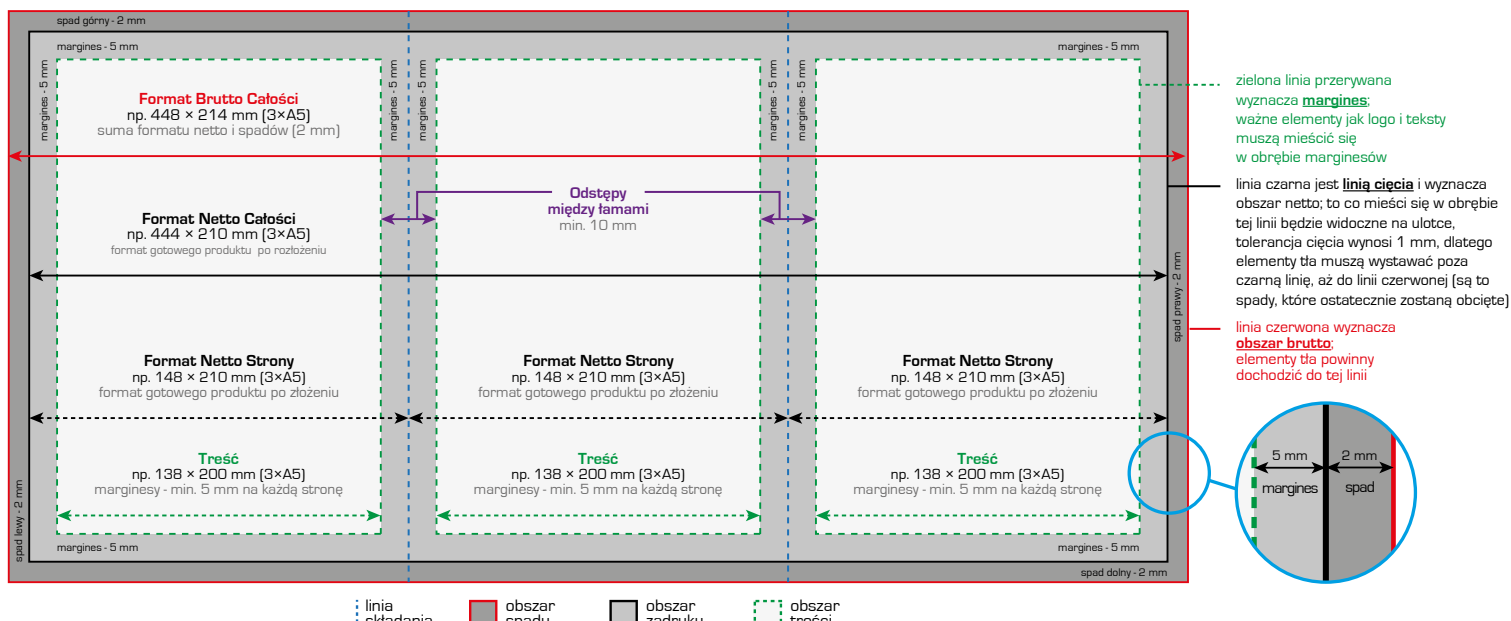 spad górny - 2 mm
margines - 5 mm
margines - 5 mm
margines - 5 mm
margines - 5 mm
margines - 5 mm
margines - 5 mm
margines - 5 mm
margines - 5 mm
Format Brutto Całości
np. 448 × 214 mm (3×A5)
suma formatu netto i spadów (2 mm)
Format Netto Całości
np. 444 × 210 mm (3×A5)
format gotowego produktu po rozłożeniu
Odstępy
między łamami
min. 10 mm
Format Netto Strony
np. 148 × 210 mm (3×A5)
format gotowego produktu po złożeniu
Format Netto Strony
np. 148 × 210 mm (3×A5)
format gotowego produktu po złożeniu
Format Netto Strony
np. 148 × 210 mm (3×A5)
format gotowego produktu po złożeniu
Treść
np. 138 × 200 mm (3×A5)
marginesy - min. 5 mm na każdą stronę
Treść
np. 138 × 200 mm (3×A5)
marginesy - min. 5 mm na każdą stronę
Treść
np. 138 × 200 mm (3×A5)
marginesy - min. 5 mm na każdą stronę
spad lewy - 2 mm
spad prawy - 2 mm
margines - 5 mm
margines - 5 mm
spad dolny - 2 mm
zielona linia przerywana
wyznacza margines;
ważne elementy jak logo i teksty
muszą mieścić się
w obrębie marginesów
linia czarna jest linią cięcia i wyznacza
obszar netto; to co mieści się w obrębie
tej linii będzie widoczne na ulotce,
tolerancja cięcia wynosi 1 mm, dlatego
elementy tła muszą wystawać poza
czarną linię, aż do linii czerwonej (są to
spady, które ostatecznie zostaną obcięte)
linia czerwona wyznacza
obszar brutto;
elementy tła powinny
dochodzić do tej linii
5 mm
margines
2 mm
spad
linia
składania
obszar
spadu
obszar
zadruku
obszar
treści